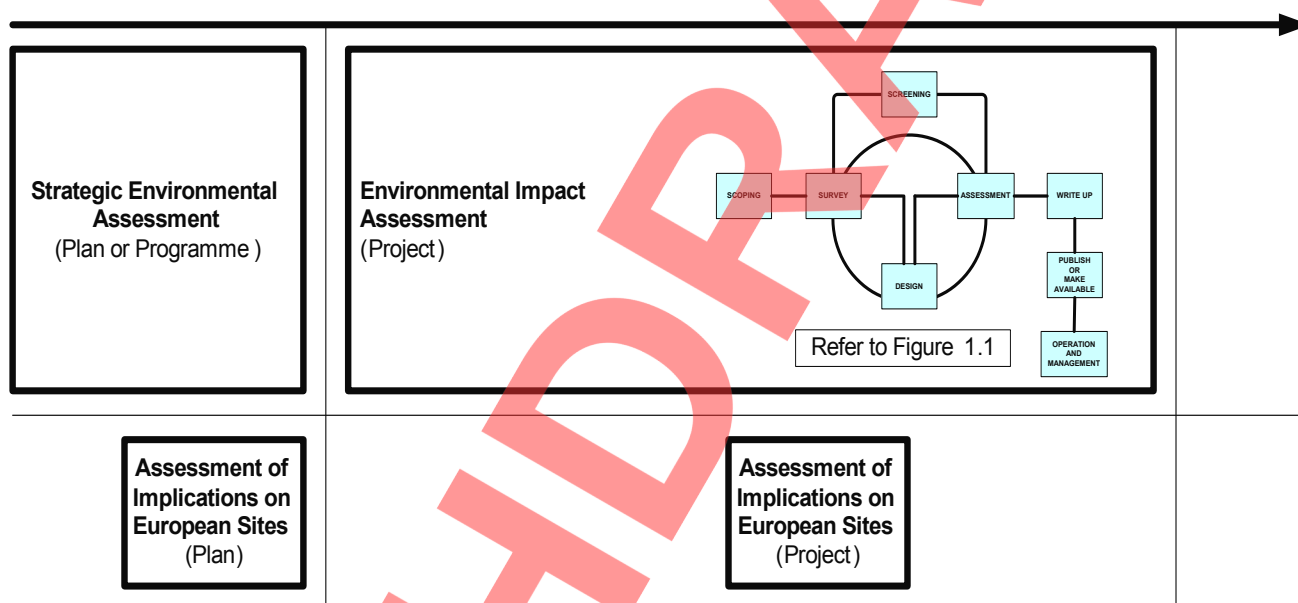 Strategic Environmental
Assessment
(Plan or Programme )
Environmental Impact
Assessment
(Project)
SCREENING
SCOPING
SURVEY
ASSESSMENT
WRITE UP
DESIGN
PUBLISH
OR
MAKE
AVAILABLE
OPERATION
AND
MANAGEMENT
Refer to Figure 1.1
Assessment of
Implications on
European Sites
(Plan)
Assessment of
Implications on
European Sites
(Project)
HDRA